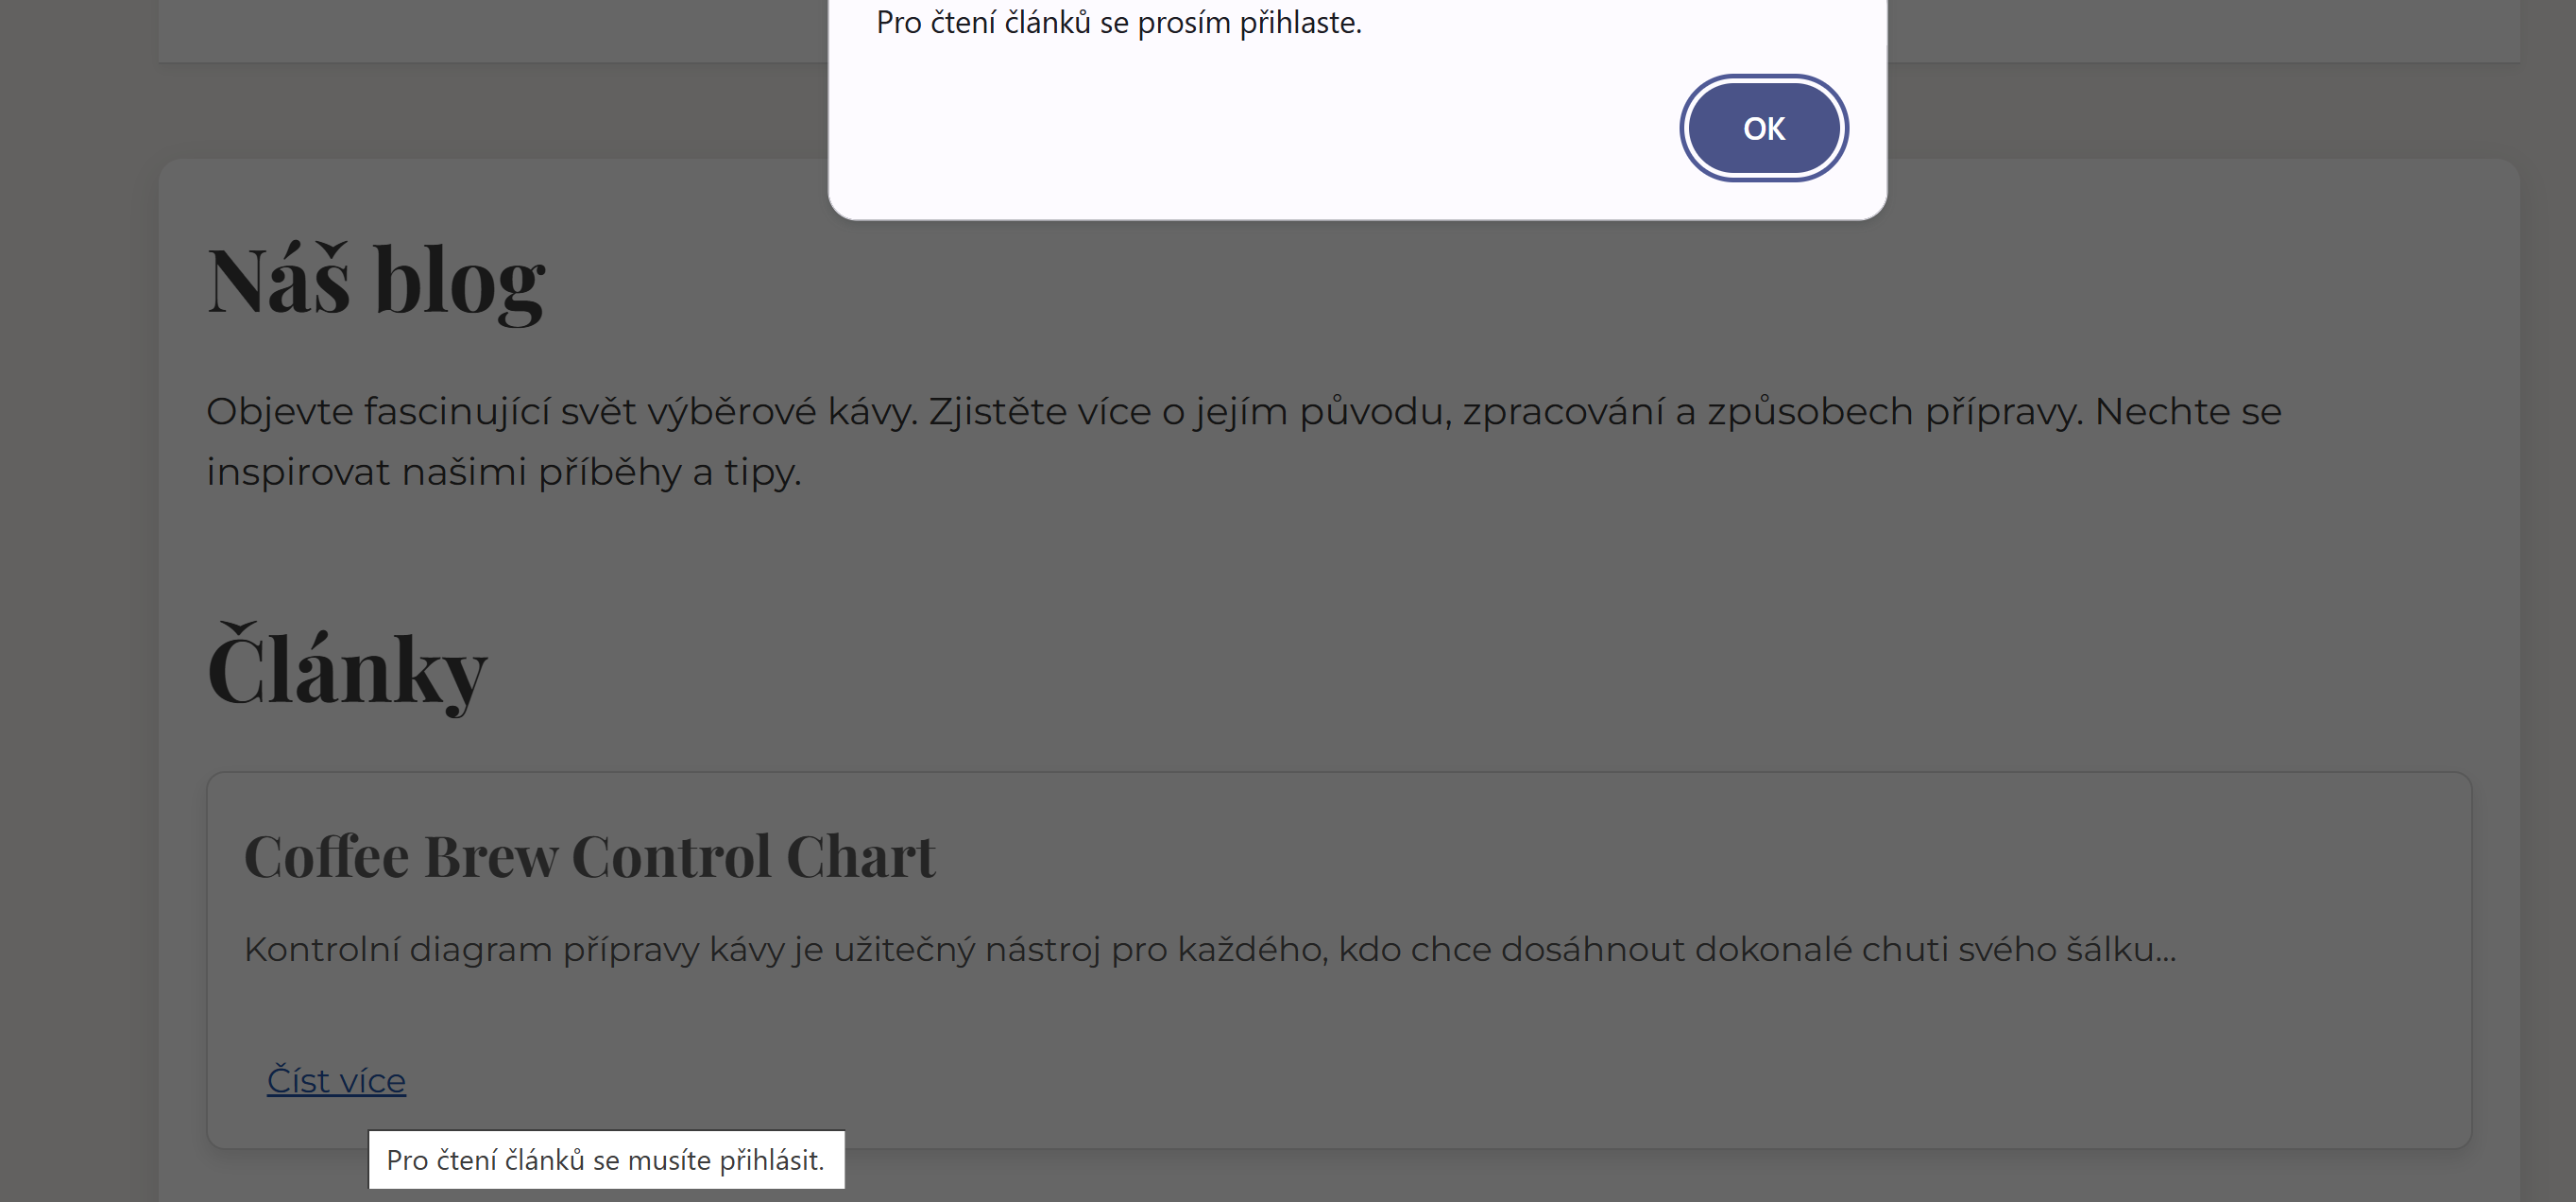 Pro čtení článků se prosím přihlaste.
OK
Náš blog
Objevte fascinující svět výběrové kávy. Zjistěte více o jejím původu, zpracování a způsobech přípravy. Nechte se
inspirovat našimi příběhy a tipy.
Články
Coffee Brew Control Chart
Kontrolní diagram přípravy kávy je užitečný nástroj pro každého, kdo chce dosáhnout dokonalé chuti svého šálku...
Číst více
Pro čtení článků se musíte přihlásit.